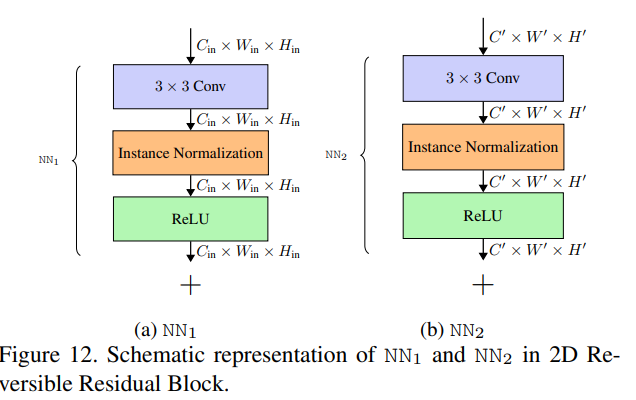 C_in × W_in × H_in
3 × 3 Conv
C_in × W_in × H_in
Instance Normalization
C_in × W_in × H_in
ReLU
C_in × W_in × H_in
NN₁
+
(a) NN₁
C′ × W′ × H′
3 × 3 Conv
C′ × W′ × H′
Instance Normalization
C′ × W′ × H′
ReLU
C′ × W′ × H′
NN₂
+
(b) NN₂
Figure 12. Schematic representation of NN₁ and NN₂ in 2D Re-
versible Residual Block.